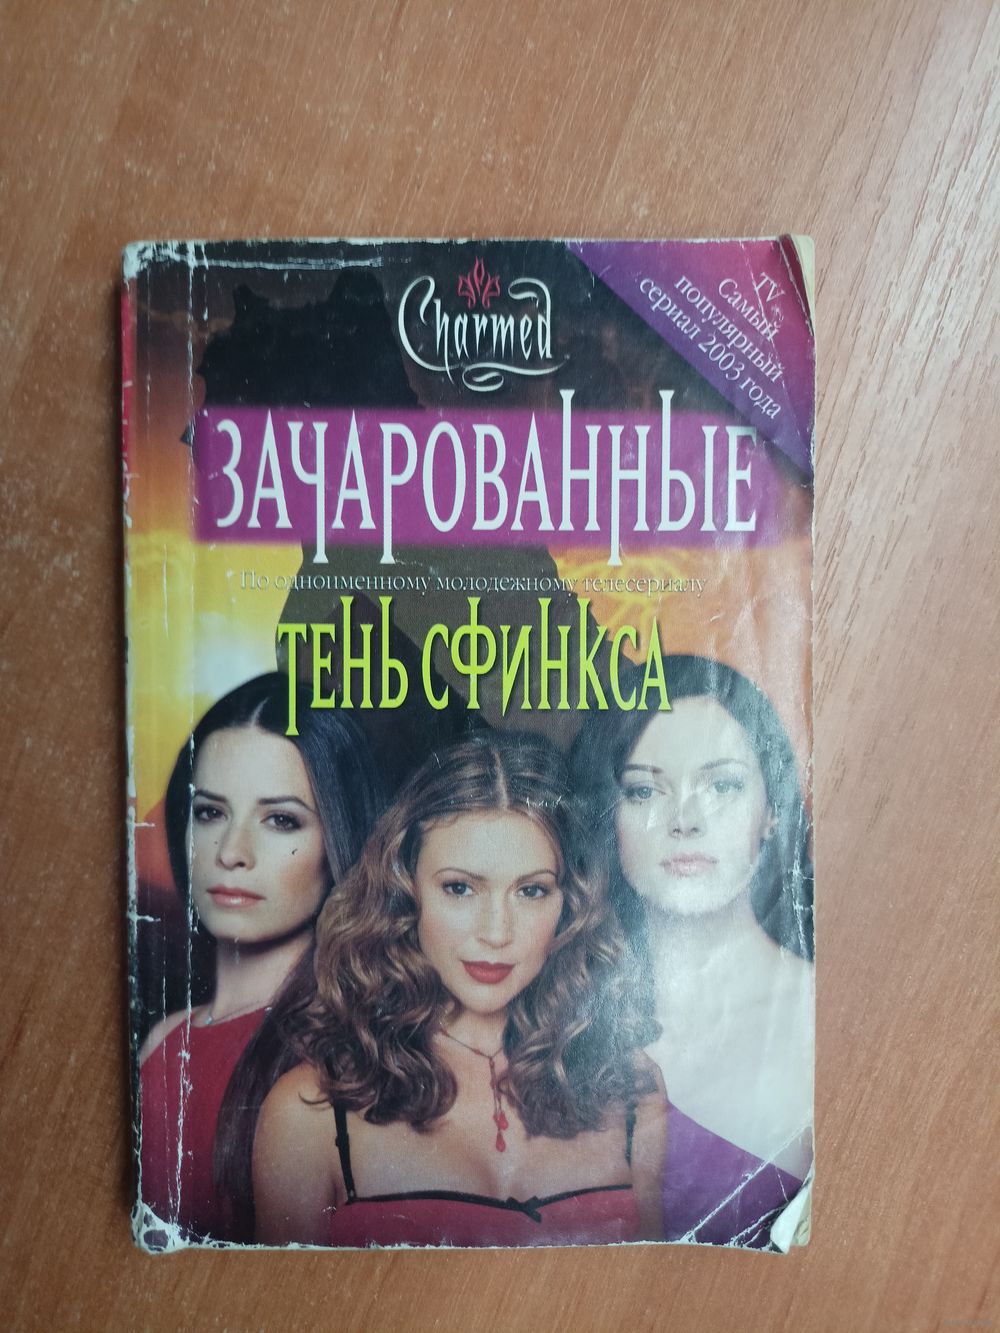 Charmed
TV
Самый
популярный
сериал 2003 года
ЗАЧАРОВАННЫЕ
По одноименному молодежному телесериалу
ТЕНЬ СФИНКСА